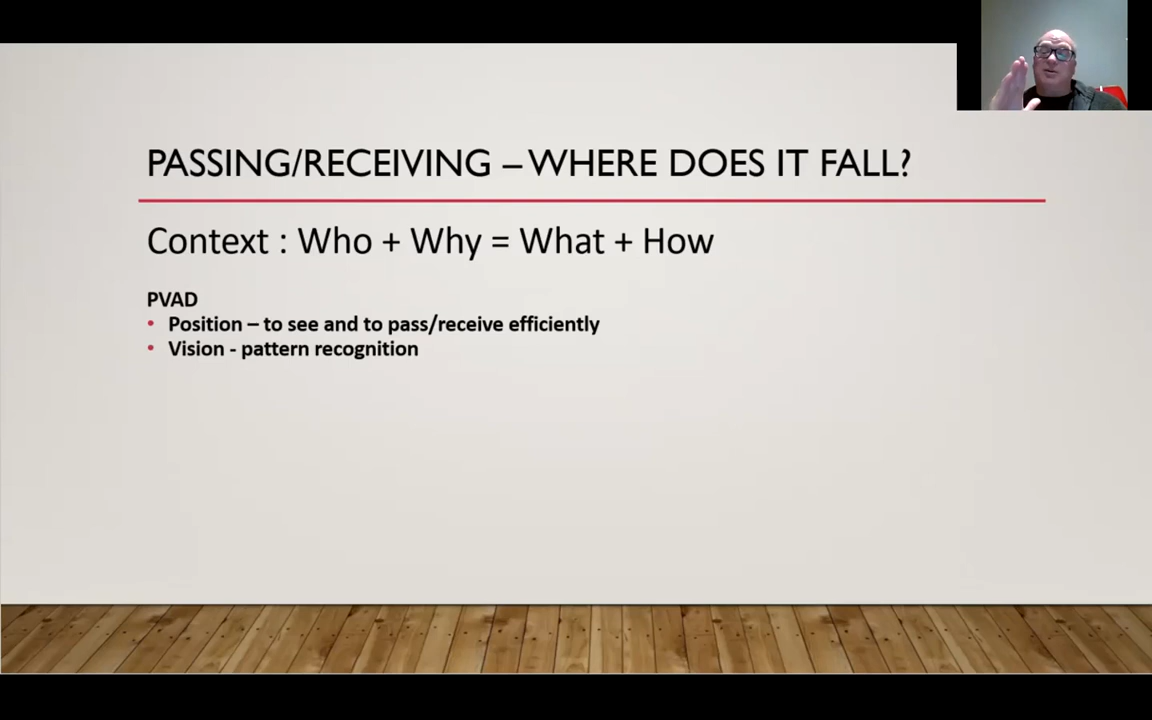 PASSING/RECEIVING – WHERE DOES IT FALL?
Context : Who + Why = What + How
PVAD
• Position – to see and to pass/receive efficiently
• Vision - pattern recognition